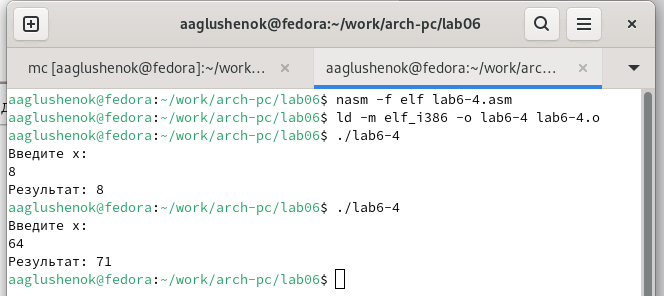 aaglushenok@fedora:~/work/arch-pc/lab06
mc [aaglushenok@fedora]:~/work...
aaglushenok@fedora:~/work/arc...
aaglushenok@fedora:~/work/arch-pc/lab06$ nasm -f elf lab6-4.asm
aaglushenok@fedora:~/work/arch-pc/lab06$ ld -m elf_i386 -o lab6-4 lab6-4.o
aaglushenok@fedora:~/work/arch-pc/lab06$ ./lab6-4
Введите x:
8
Результат: 8
aaglushenok@fedora:~/work/arch-pc/lab06$ ./lab6-4
Введите x:
64
Результат: 71
aaglushenok@fedora:~/work/arch-pc/lab06$